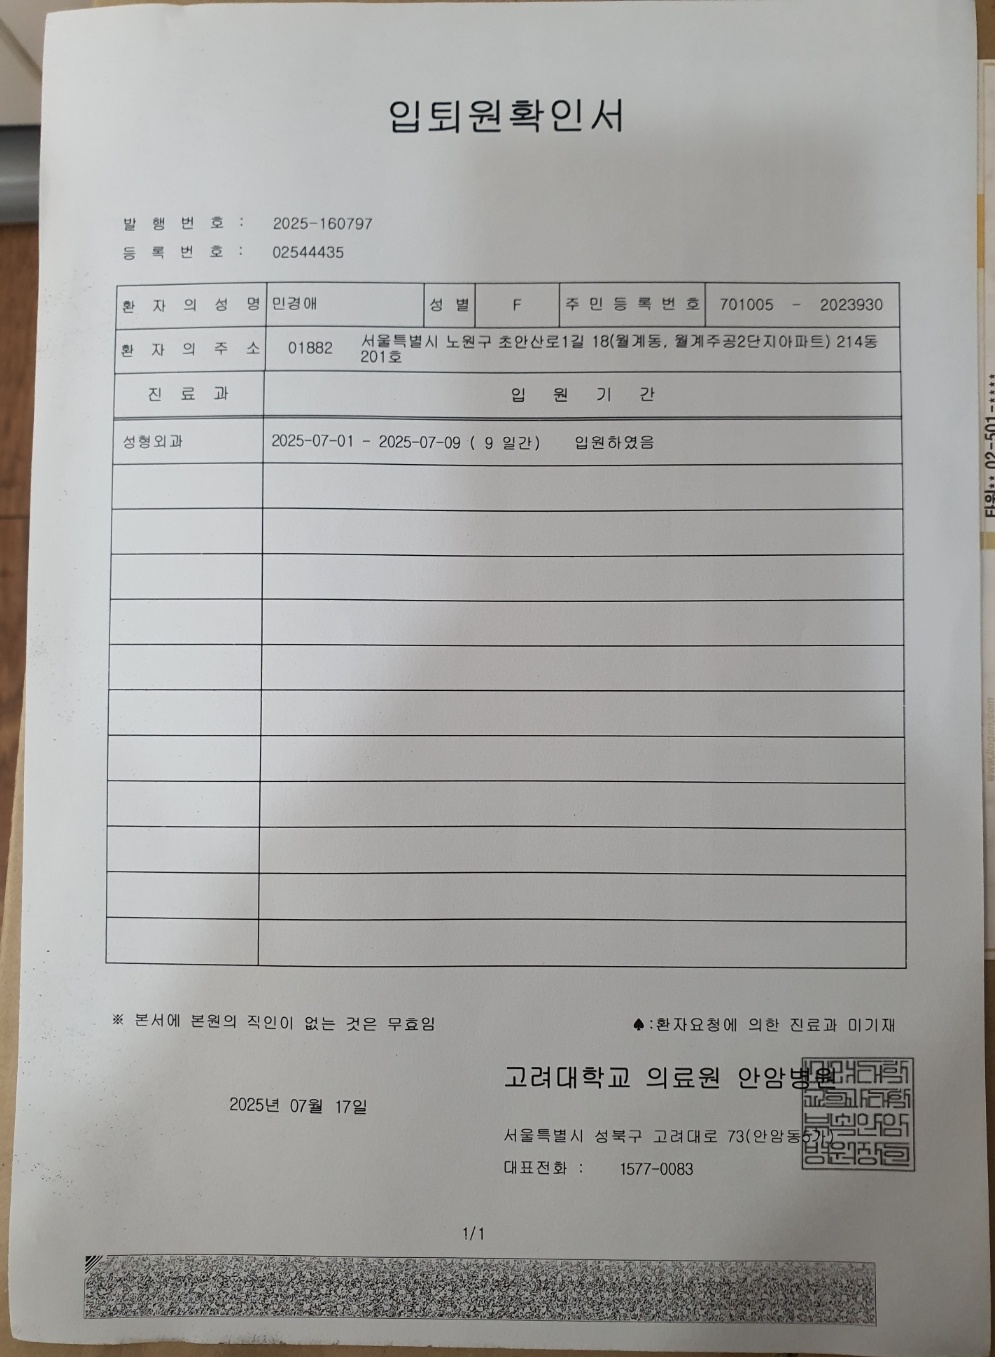 입퇴원확인서
발 행 번 호 : 2025-160797
등 록 번 호 : 02544435
환 자 의 성 명 민경애 성 별 F 주 민 등 록 번 호 701005 - 2023930
환 자 의 주 소 01882 서울특별시 노원구 초안산로1길 18(월계동, 월계주공2단지아파트) 214동
201호
진 료 과 입 원 기 간
성형외과 2025-07-01 - 2025-07-09 ( 9 일간) 입원하였음
※ 본서에 본원의 직인이 없는 것은 무효임 ♠:환자요청에 의한 진료과 미기재
고려대학교 의료원 안암병원
2025년 07월 17일
서울특별시 성북구 고려대로 73(안암동5가)
대표전화 : 1577-0083
1/1
타워** 02-501-****